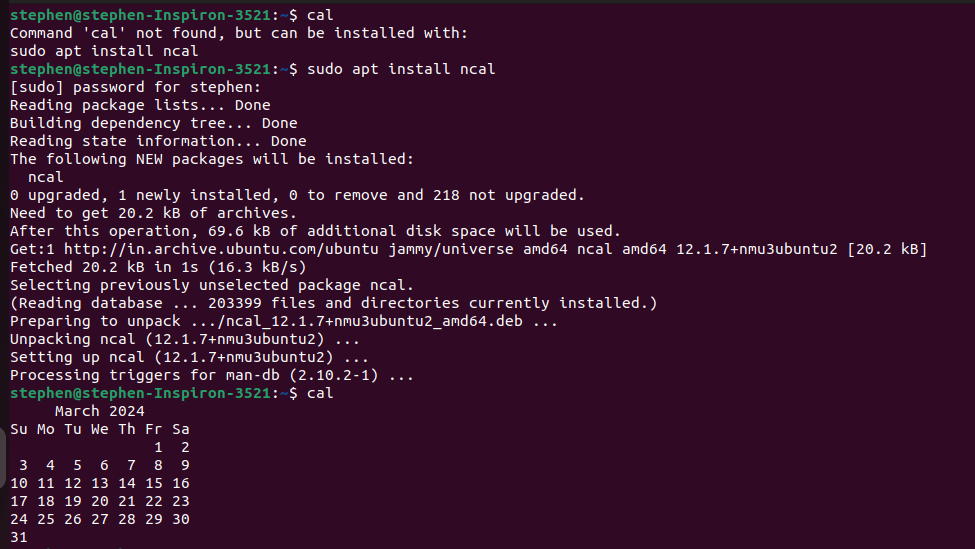 stephen@stephen-Inspiron-3521:~$ cal
Command 'cal' not found, but can be installed with:
sudo apt install ncal
stephen@stephen-Inspiron-3521:~$ sudo apt install ncal
[sudo] password for stephen:
Reading package lists... Done
Building dependency tree... Done
Reading state information... Done
The following NEW packages will be installed:
  ncal
0 upgraded, 1 newly installed, 0 to remove and 218 not upgraded.
Need to get 20.2 kB of archives.
After this operation, 69.6 kB of additional disk space will be used.
Get:1 http://in.archive.ubuntu.com/ubuntu jammy/universe amd64 ncal amd64 12.1.7+nmu3ubuntu2 [20.2 kB]
Fetched 20.2 kB in 1s (16.3 kB/s)
Selecting previously unselected package ncal.
(Reading database ... 203399 files and directories currently installed.)
Preparing to unpack .../ncal_12.1.7+nmu3ubuntu2_amd64.deb ...
Unpacking ncal (12.1.7+nmu3ubuntu2) ...
Setting up ncal (12.1.7+nmu3ubuntu2) ...
Processing triggers for man-db (2.10.2-1) ...
stephen@stephen-Inspiron-3521:~$ cal
     March 2024
Su Mo Tu We Th Fr Sa
                1  2
 3  4  5  6  7  8  9
10 11 12 13 14 15 16
17 18 19 20 21 22 23
24 25 26 27 28 29 30
31